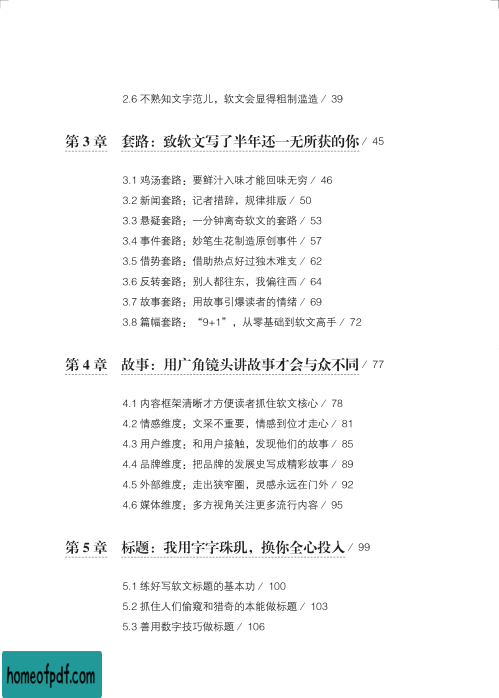 2.6 不熟知文字范儿，软文会显得粗制滥造 / 39
第 3 章 套路：致软文写了半年还一无所获的你 / 45
3.1 鸡汤套路：要鲜汁入味才能回味无穷 / 46
3.2 新闻套路：记者措辞，规律排版 / 50
3.3 悬疑套路：一分钟离奇软文的套路 / 53
3.4 事件套路：妙笔生花制造原创事件 / 57
3.5 借势套路：借助热点好过独木难支 / 62
3.6 反转套路：别人都往东，我偏往西 / 64
3.7 故事套路：用故事引爆读者的情绪 / 69
3.8 篇幅套路：“9+1”，从零基础到软文高手 / 72
第 4 章 故事：用广角镜头讲故事才会与众不同 / 77
4.1 内容框架清晰才方便读者抓住软文核心 / 78
4.2 情感维度：文采不重要，情感到位才走心 / 81
4.3 用户维度：和用户接触，发现他们的故事 / 85
4.4 品牌维度：把品牌的发展史写成精彩故事 / 89
4.5 外部维度：走出狭窄圈，灵感永远在门外 / 92
4.6 媒体维度：多方视角关注更多流行内容 / 95
第 5 章 标题：我用字字珠玑，换你全心投入 / 99
5.1 练好写软文标题的基本功 / 100
5.2 抓住人们偷窥和猎奇的本能做标题 / 103
5.3 善用数字技巧做标题 / 106
homeofpdf.com